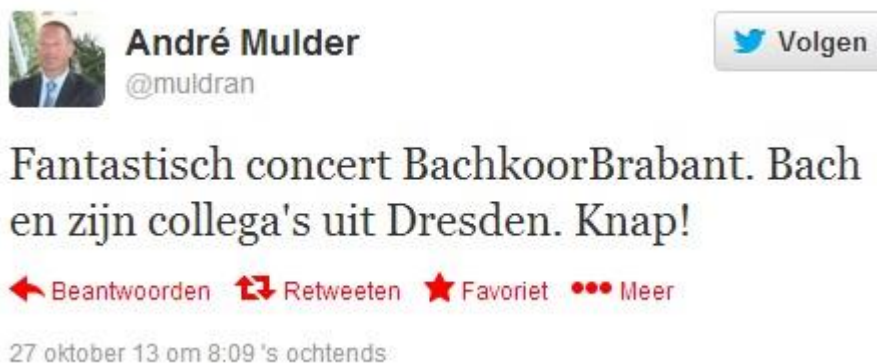 André Mulder
Volgen
@muldran
Fantastisch concert BachkoorBrabant. Bach
en zijn collega's uit Dresden. Knap!
Beantwoorden Retweeten Favoriet Meer
27 oktober 13 om 8:09 's ochtends